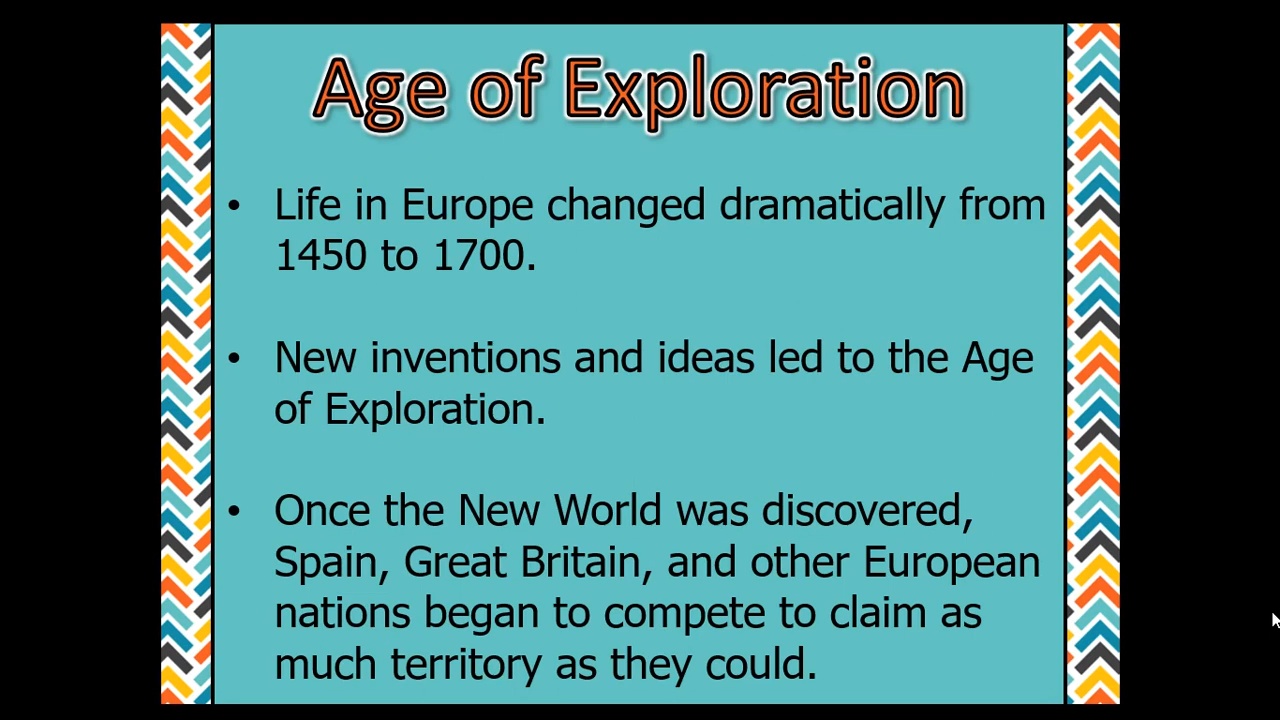 Age of Exploration
• Life in Europe changed dramatically from
1450 to 1700.
• New inventions and ideas led to the Age
of Exploration.
• Once the New World was discovered,
Spain, Great Britain, and other European
nations began to compete to claim as
much territory as they could.